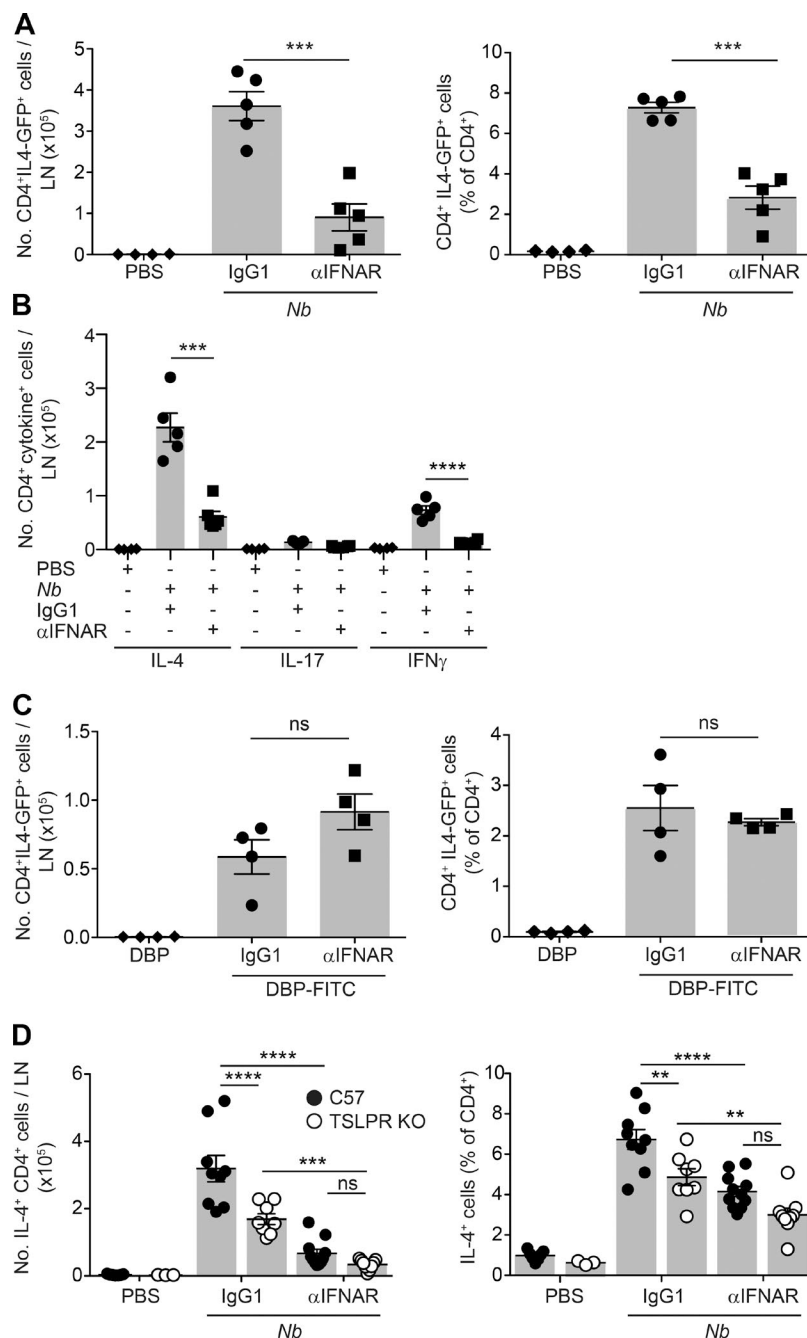 A
No. CD4⁺IL4-GFP⁺ cells /
LN (x10⁵)
5
4
3
2
1
0
***
PBS
IgG1
αIFNAR
Nb
CD4⁺ IL4-GFP⁺ cells
(% of CD4⁺)
10
8
6
4
2
0
***
PBS
IgG1
αIFNAR
Nb
B
No. CD4⁺ cytokine⁺ cells /
LN (x10⁵)
4
3
2
1
0
***
****
PBS + - - + - - + - -
Nb - + + - + + - + +
IgG1 - + - - + - - + -
αIFNAR - - + - - + - - +
IL-4
IL-17
IFNγ
C
No. CD4⁺IL4-GFP⁺ cells /
LN (x10⁵)
1.5
1.0
0.5
0.0
ns
DBP
IgG1
αIFNAR
DBP-FITC
CD4⁺ IL4-GFP⁺ cells
(% of CD4⁺)
4
3
2
1
0
ns
DBP
IgG1
αIFNAR
DBP-FITC
D
No. IL-4⁺ CD4⁺ cells / LN
(x10⁵)
6
4
2
0
****
****
***
ns
C57
TSLPR KO
PBS
IgG1
αIFNAR
Nb
IL-4⁺ cells (% of CD4⁺)
10
8
6
4
2
0
****
**
**
ns
PBS
IgG1
αIFNAR
Nb